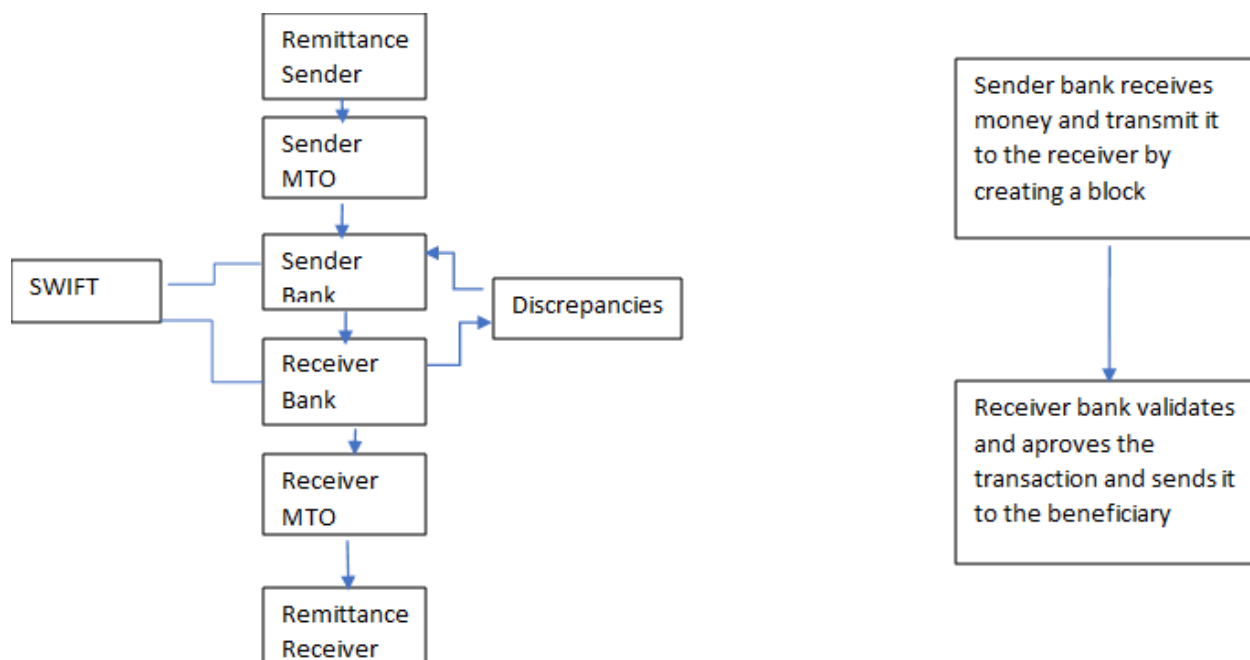 Remittance
Sender
Sender
MTO
Sender
Bank
SWIFT
Discrepancies
Receiver
Bank
Receiver
MTO
Remittance
Receiver
Sender bank receives
money and transmit it
to the receiver by
creating a block
Receiver bank validates
and aproves the
transaction and sends it
to the beneficiary